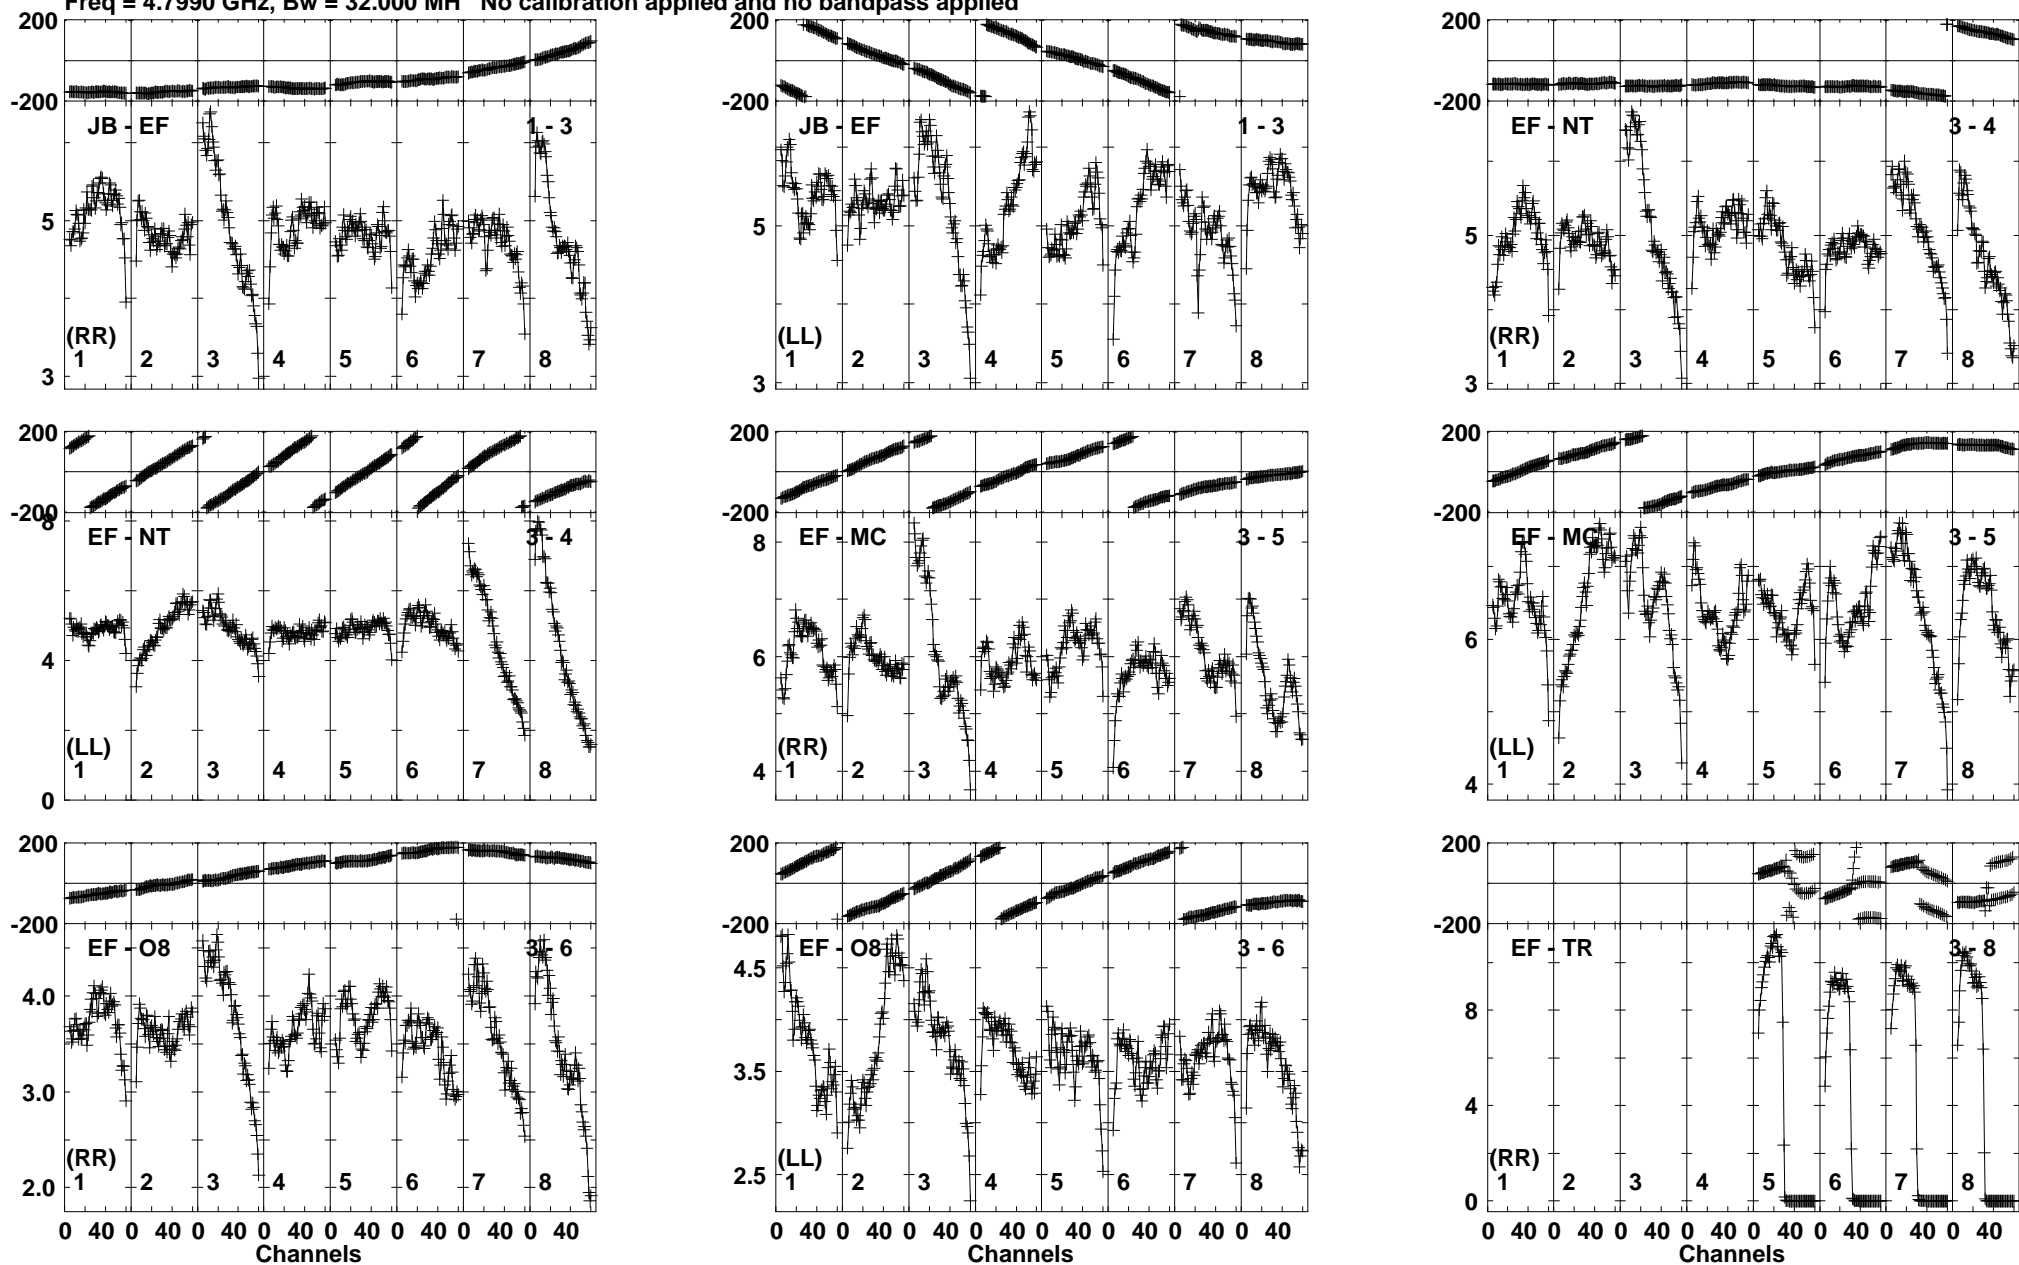 Freq = 4.7990 GHz, Bw = 32.000 MH No calibration applied and no bandpass applied
200 200 200
-200 -200 -200
JB - EF 1 - 3 JB - EF 1 - 3 EF - NT 3 - 4
5 5 5
(RR) (LL) (RR)
1 2 3 4 5 6 7 8 1 2 3 4 5 6 7 8 1 2 3 4 5 6 7 8
3 3 3
200 200 200
-200 -200 -200
8 EF - NT 3 - 4 8 EF - MC 3 - 5 EF - MC 3 - 5
4 6 6
(LL) (RR) (LL)
1 2 3 4 5 6 7 8 4 1 2 3 4 5 6 7 8 4 1 2 3 4 5 6 7 8
0
200 200 200
-200 -200 -200
EF - O8 3 - 6 4.5 EF - O8 3 - 6 EF - TR 3 - 8
4.0 8
3.0 3.5 4
(RR) (LL) (RR)
2.0 1 2 3 4 5 6 7 8 2.5 1 2 3 4 5 6 7 8 0 1 2 3 4 5 6 7 8
0 40 0 40 0 40 0 40 0 40 0 40 0 40 0 40 0 40 0 40 0 40 0 40 0 40 0 40 0 40 0 40 0 40 0 40 0 40 0 40 0 40 0 40 0 40 0 40
Channels Channels Channels